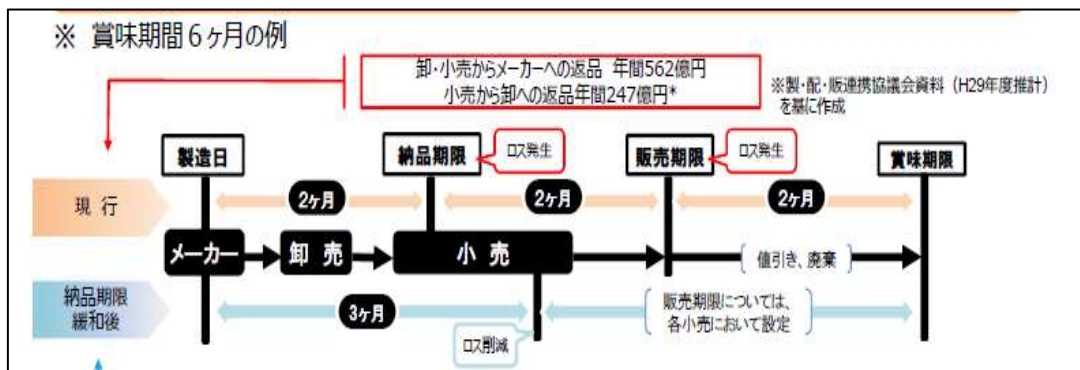 ※ 賞味期間6ヶ月の例
卸・小売からメーカーへの返品 年間562億円
小売から卸への返品年間247億円*
※製・配・販連携協議会資料（H29年度推計）
を基に作成
製造日
納品期限
ロス発生
販売期限
ロス発生
賞味期限
現 行
2ヶ月
2ヶ月
2ヶ月
メーカー
卸 売
小 売
値引き、廃棄
納品期限
緩和後
3ヶ月
ロス削減
販売期限については、
各小売において設定